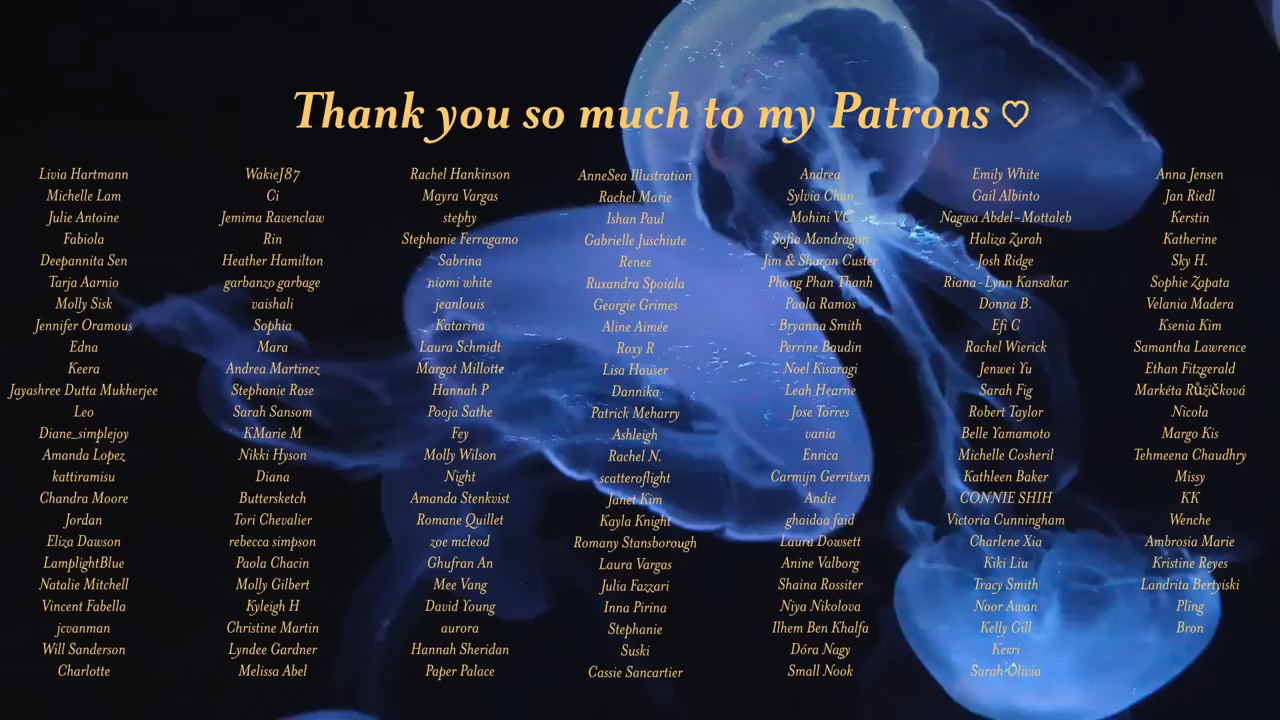 Thank you so much to my Patrons ♡
Livia Hartmann
Michelle Lam
Julie Antoine
Fabiola
Deepannita Sen
Tarja Aarnio
Molly Sisk
Jennifer Oramous
Edna
Keera
Jayashree Dutta Mukherjee
Leo
Diane_simplejoy
Amanda Lopez
kattiramisu
Chandra Moore
Jordan
Eliza Dawson
LamplightBlue
Natalie Mitchell
Vincent Fabella
jcvanman
Will Sanderson
Charlotte
WakieJ87
Ci
Jemima Ravenclaw
Rin
Heather Hamilton
garbanzo garbage
vaishali
Sophia
Mara
Andrea Martinez
Stephanie Rose
Sarah Sansom
KMarie M
Nikki Hyson
Diana
Buttersketch
Tori Chevalier
rebecca simpson
Paola Chacin
Molly Gilbert
Kyleigh H
Christine Martin
Lyndee Gardner
Melissa Abel
Rachel Hankinson
Mayra Vargas
stephy
Stephanie Ferragamo
Sabrina
niomi white
jeanlouis
Katarina
Laura Schmidt
Margot Millotte
Hannah P
Pooja Sathe
Fey
Molly Wilson
Night
Amanda Stenkvist
Romane Quillet
zoe mcleod
Ghufran An
Mee Vang
David Young
aurora
Hannah Sheridan
Paper Palace
AnneSea Illustration
Rachel Marie
Ishan Paul
Gabrielle Juschiute
Renee
Ruxandra Spoiala
Georgie Grimes
Aline Aimée
Roxy R
Lisa Hauser
Dannika
Patrick Meharry
Ashleigh
Rachel N.
scatteroflight
Janet Kim
Kayla Knight
Romany Stansborough
Laura Vargas
Julia Fazzari
Inna Pirina
Stephanie
Suski
Cassie Sancartier
Andrea
Sylvia Chan
Mohini VC
Sofia Mondragon
Jim & Sharon Custer
Phong Phan Thanh
Paola Ramos
Bryanna Smith
Perrine Baudin
Noel Kisaragi
Leah Hearne
Jose Torres
vania
Enrica
Carmijn Gerritsen
Andie
ghaidoa faid
Laura Dowsett
Anine Valborg
Shaina Rossiter
Niya Nikolova
Ilhem Ben Khalfa
Dóra Nagy
Small Nook
Emily White
Gail Albinto
Nagwa Abdel-Mottaleb
Haliza Zurah
Josh Ridge
Riana-Lynn Kansakar
Donna B.
Efi C
Rachel Wierick
Jenwei Yu
Sarah Fig
Robert Taylor
Belle Yamamoto
Michelle Cosheril
Kathleen Baker
CONNIE SHIH
Victoria Cunningham
Charlene Xia
Kiki Liu
Tracy Smith
Noor Awan
Kelly Gill
Kerri
Sarah Olivia
Anna Jensen
Jan Riedl
Kerstin
Katherine
Sky H.
Sophie Zapata
Velania Madera
Ksenia Kim
Samantha Lawrence
Ethan Fitzgerald
Markéta Růžičková
Nicola
Margo Kis
Tehmeena Chaudhry
Missy
KK
Wenche
Ambrosia Marie
Kristine Reyes
Landrita Bertyiski
Pling
Bron